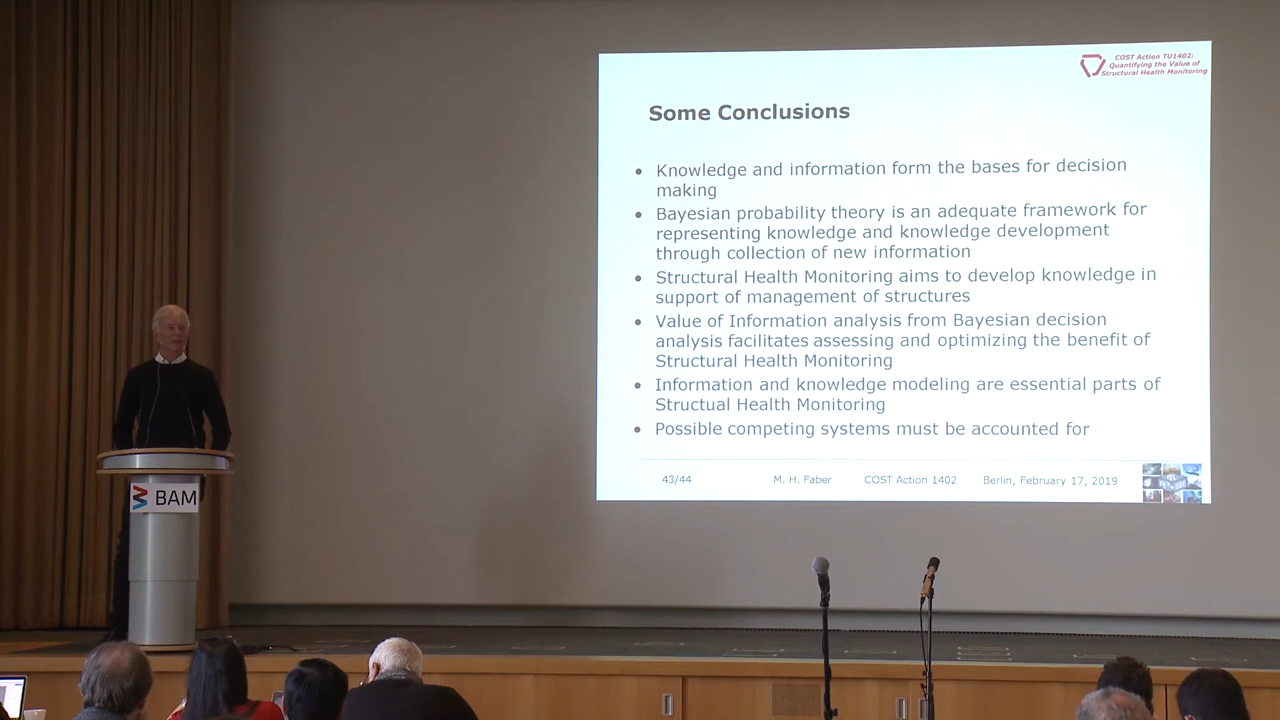 COST Action TU1402:
Quantifying the Value of
Structural Health Monitoring
Some Conclusions
• Knowledge and information form the bases for decision
making
• Bayesian probability theory is an adequate framework for
representing knowledge and knowledge development
through collection of new information
• Structural Health Monitoring aims to develop knowledge in
support of management of structures
• Value of Information analysis from Bayesian decision
analysis facilitates assessing and optimizing the benefit of
Structural Health Monitoring
• Information and knowledge modeling are essential parts of
Structual Health Monitoring
• Possible competing systems must be accounted for
43/44 M. H. Faber COST Action 1402 Berlin, February 17, 2019
BAM